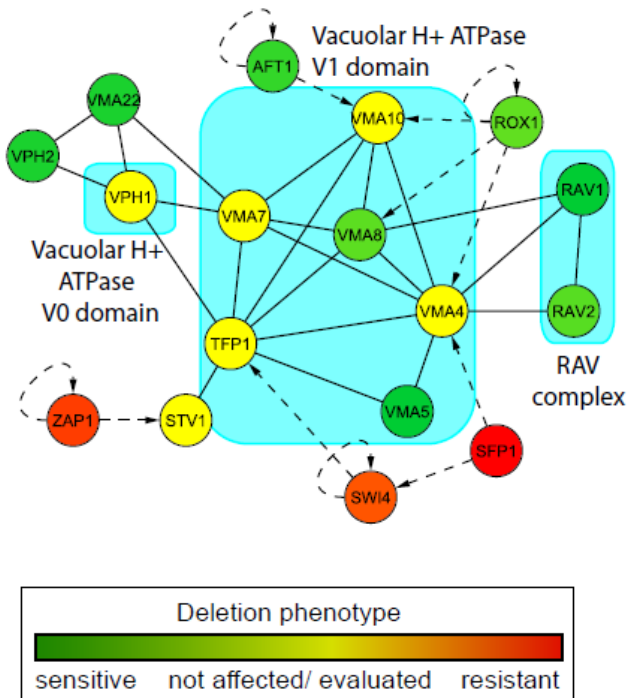 Vacuolar H+ ATPase
V1 domain
AFT1
VMA22
VMA10
ROX1
VPH2
VPH1
VMA7
VMA8
RAV1
Vacuolar H+
ATPase
V0 domain
VMA4
RAV2
TFP1
RAV
complex
ZAP1
STV1
VMA5
SFP1
SWI4
Deletion phenotype
sensitive not affected/ evaluated resistant